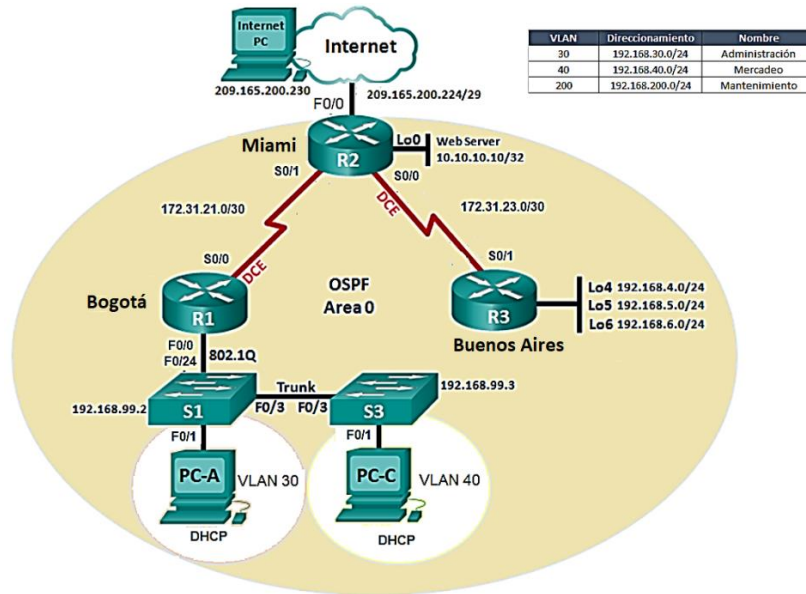 Internet
PC
Internet
209.165.200.230
209.165.200.224/29
F0/0
VLAN Direccionamiento Nombre
30 192.168.30.0/24 Administración
40 192.168.40.0/24 Mercadeo
200 192.168.200.0/24 Mantenimiento
Miami
R2
Lo0
Web Server
10.10.10.10/32
S0/1
S0/0
DCE
172.31.21.0/30
172.31.23.0/30
S0/0
DCE
S0/1
Bogotá
R1
OSPF
Area 0
R3
Buenos Aires
Lo4 192.168.4.0/24
Lo5 192.168.5.0/24
Lo6 192.168.6.0/24
F0/0
F0/24
802.1Q
192.168.99.2
S1
Trunk
F0/3 F0/3
S3
192.168.99.3
F0/1
F0/1
PC-A
VLAN 30
PC-C
VLAN 40
DHCP
DHCP